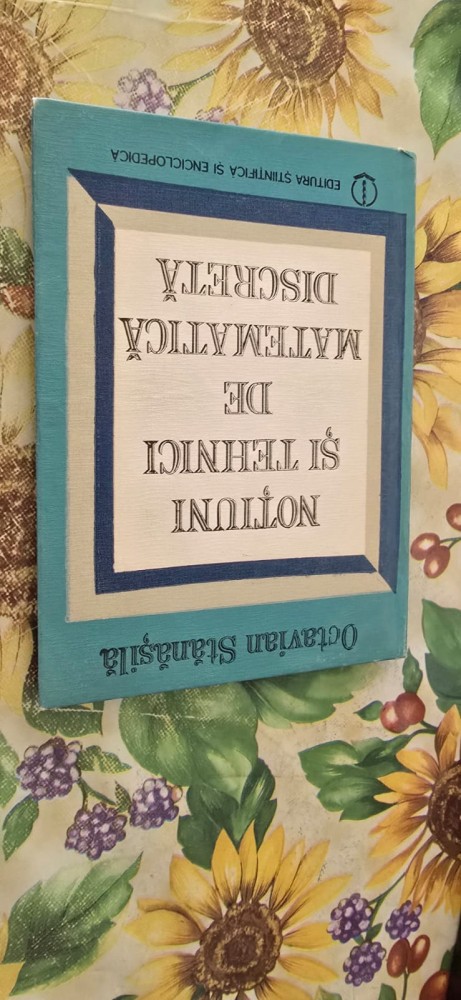 Octavian Stănăşilă
NOŢIUNI
ŞI TEHNICI
DE
MATEMATICĂ
DISCRETĂ
EDITURA ŞTIINŢIFICĂ ŞI ENCICLOPEDICĂ